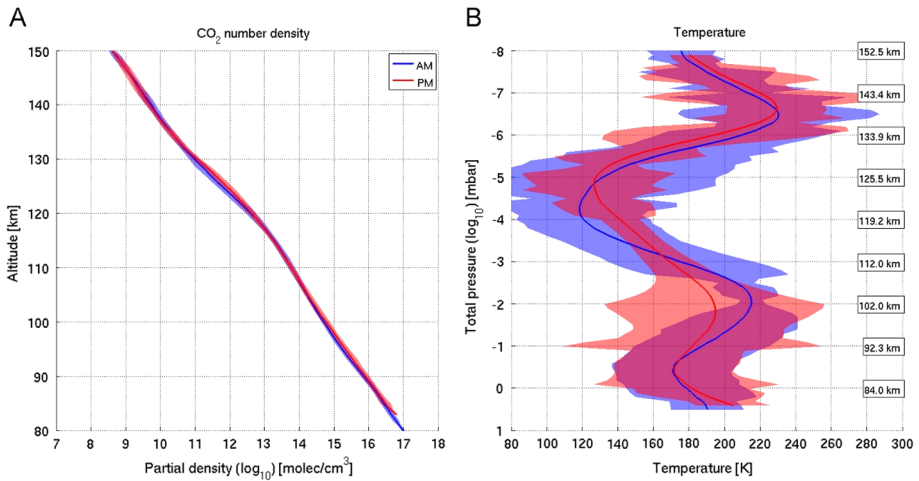 A
CO2 number density
150
140
130
120
110
100
90
80
Altitude [km]
AM
PM
7 8 9 10 11 12 13 14 15 16 17 18
Partial density (log10) [molec/cm3]
B
Temperature
-8
-7
-6
-5
-4
-3
-2
-1
0
1
Total pressure (log10) [mbar]
152.5 km
143.4 km
133.9 km
125.5 km
119.2 km
112.0 km
102.0 km
92.3 km
84.0 km
80 100 120 140 160 180 200 220 230 240 260 280 300
Temperature [K]